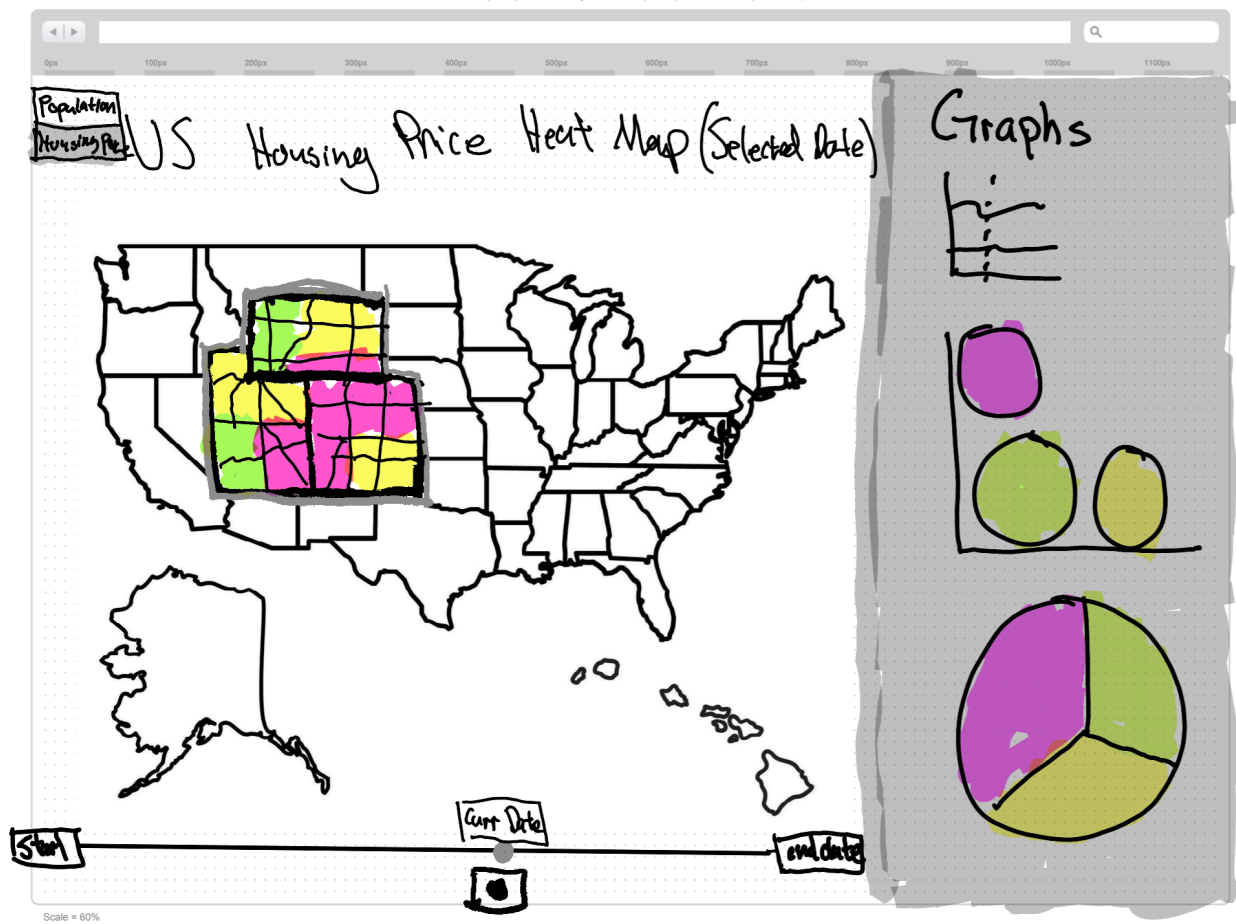 0px 100px 200px 300px 400px 500px 600px 700px 800px 900px 1000px 1100px
Population
Housing Price
US Housing Price Heat Map (Selected Date)
Graphs
Curr Date
Start
end date
Scale = 60%